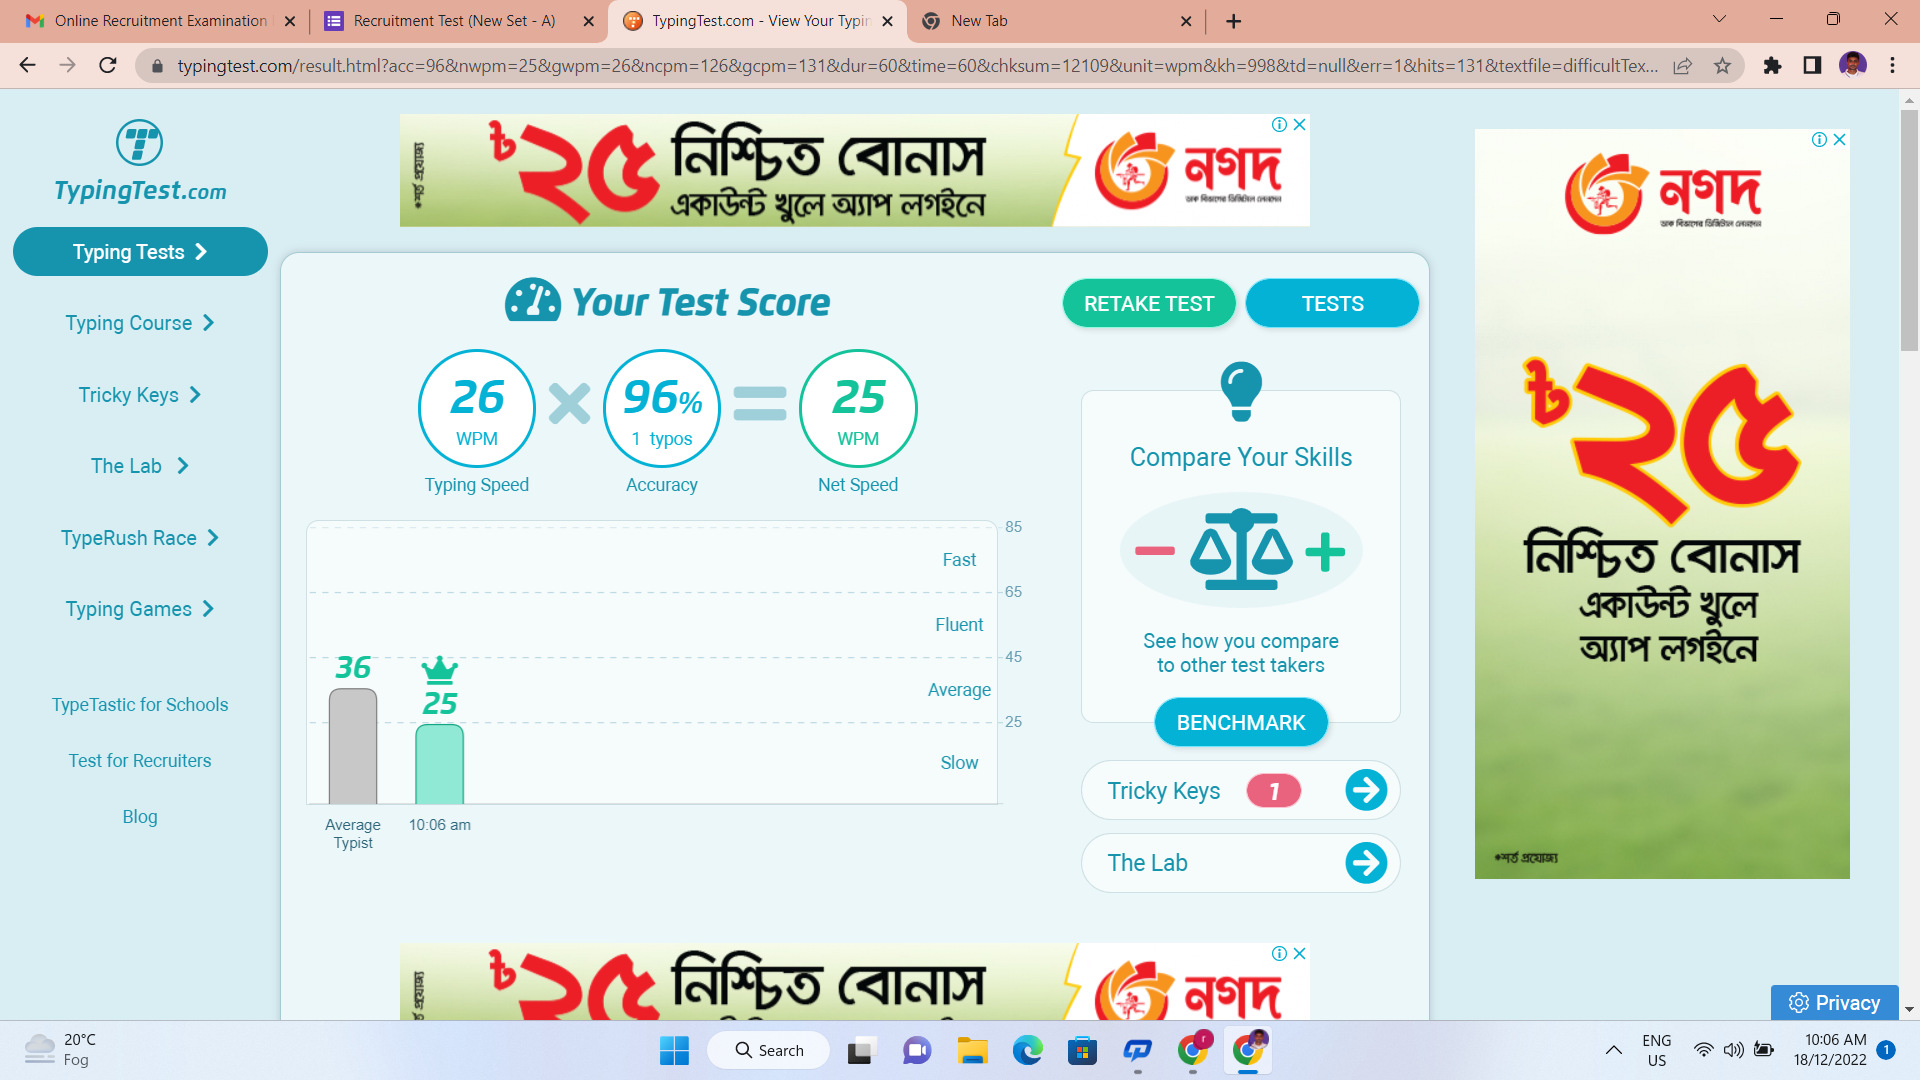 Online Recruitment Examination
Recruitment Test (New Set - A)
TypingTest.com - View Your Typin
New Tab
typingtest.com/result.html?acc=96&nwpm=25&gwpm=26&ncpm=126&gcpm=131&dur=60&time=60&chksum=12109&unit=wpm&kh=998&td=null&err=1&hits=131&textfile=difficultTex...
TypingTest.com
Typing Tests
Typing Course
Tricky Keys
The Lab
TypeRush Race
Typing Games
TypeTastic for Schools
Test for Recruiters
Blog
*শর্ত প্রযোজ্য
৳২৫ নিশ্চিত বোনাস
একাউন্ট খুলে অ্যাপ লগইনে
নগদ
ডাক বিভাগের ডিজিটাল লেনদেন
Your Test Score
RETAKE TEST
TESTS
26
WPM
Typing Speed
96%
1 typos
Accuracy
25
WPM
Net Speed
85
Fast
65
Fluent
45
Average
25
Slow
36
25
Average
Typist
10:06 am
Compare Your Skills
See how you compare
to other test takers
BENCHMARK
Tricky Keys 1
The Lab
নগদ
ডাক বিভাগের ডিজিটাল লেনদেন
৳২৫
নিশ্চিত বোনাস
একাউন্ট খুলে
অ্যাপ লগইনে
*শর্ত প্রযোজ্য
৳২৫ নিশ্চিত বোনাস
নগদ
Privacy
20°C
Fog
Search
ENG
US
10:06 AM
18/12/2022
1